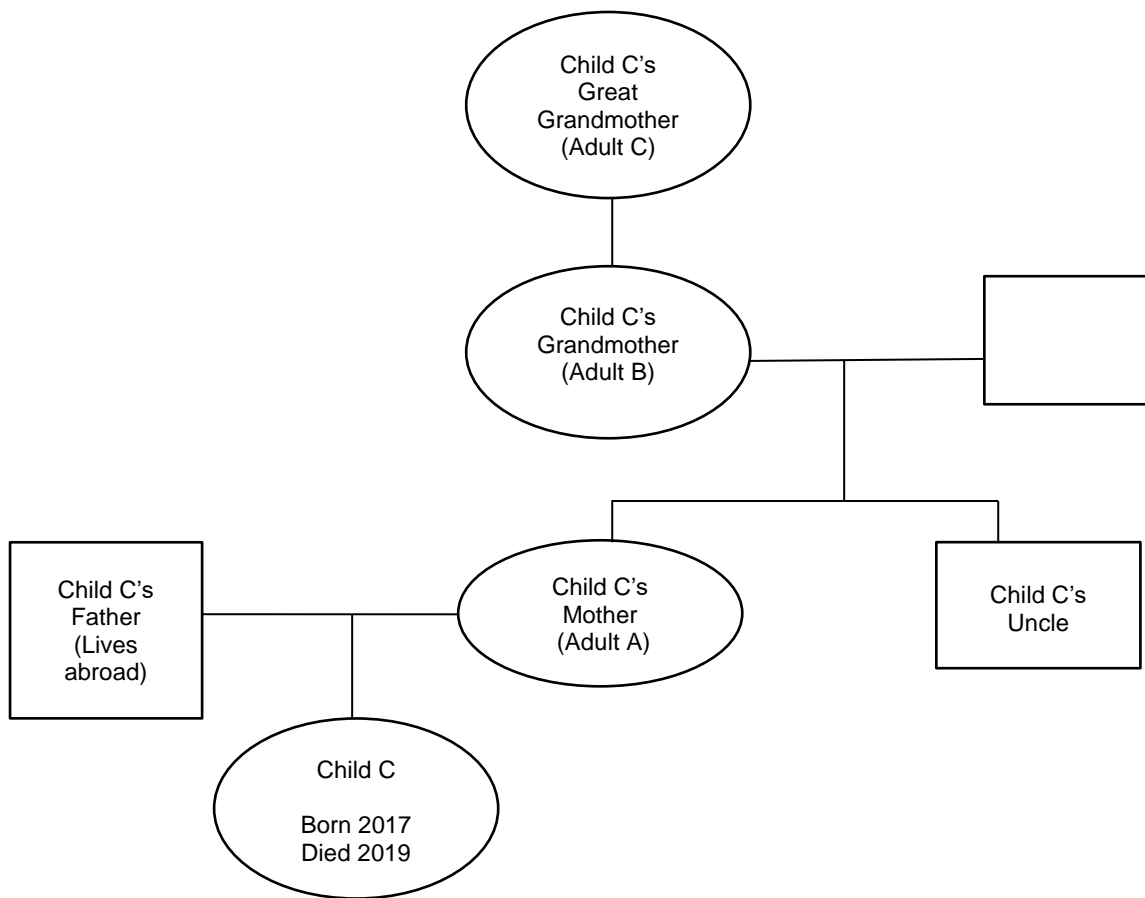 Child C’s
Great
Grandmother
(Adult C)
Child C’s
Grandmother
(Adult B)
Child C’s
Father
(Lives
abroad)
Child C’s
Mother
(Adult A)
Child C’s
Uncle
Child C
Born 2017
Died 2019